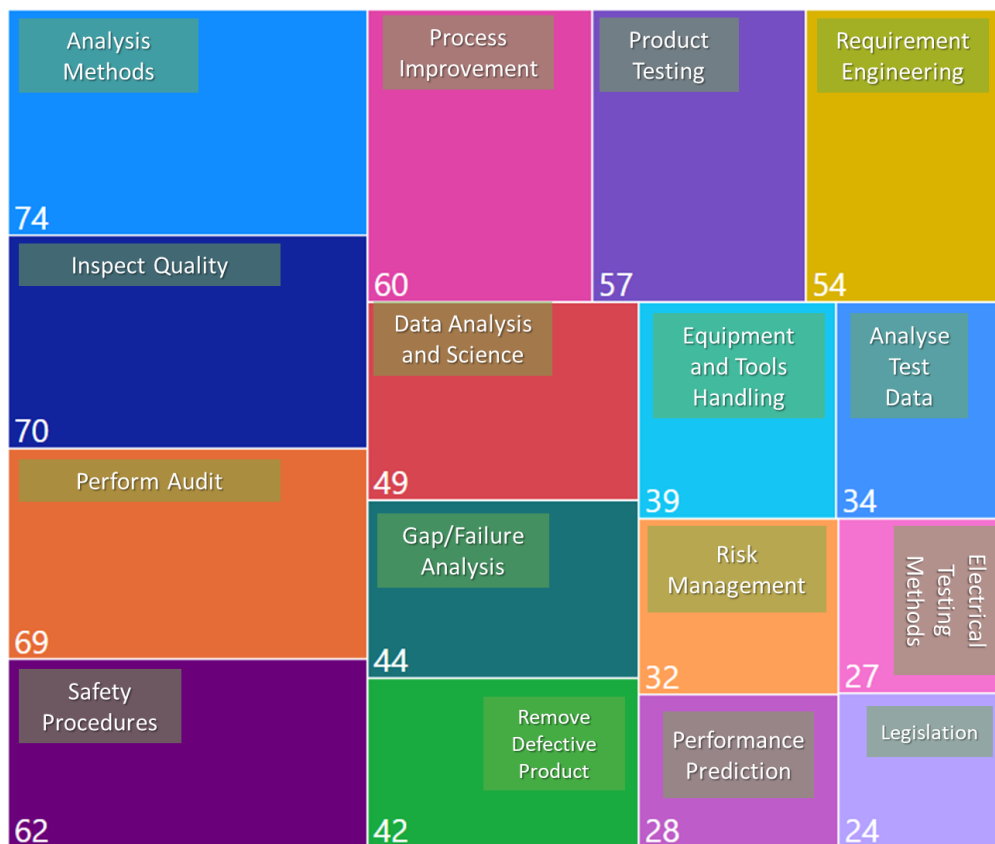 Analysis
Methods
74
Inspect Quality
70
Perform Audit
69
Safety
Procedures
62
Process
Improvement
60
Product
Testing
57
Requirement
Engineering
54
Data Analysis
and Science
49
Gap/Failure
Analysis
44
Remove
Defective
Product
42
Equipment
and Tools
Handling
39
Analyse
Test
Data
34
Risk
Management
32
Electrical
Testing
Methods
27
Performance
Prediction
28
Legislation
24